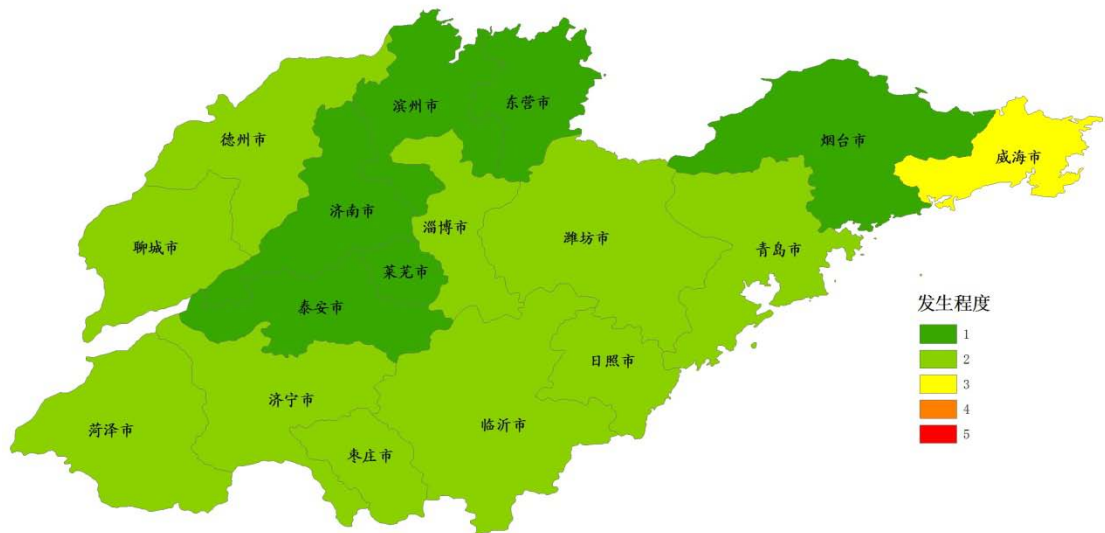 滨州市
东营市
德州市
烟台市
威海市
济南市
淄博市
潍坊市
聊城市
青岛市
莱芜市
泰安市
日照市
济宁市
临沂市
菏泽市
枣庄市
发生程度
1
2
3
4
5